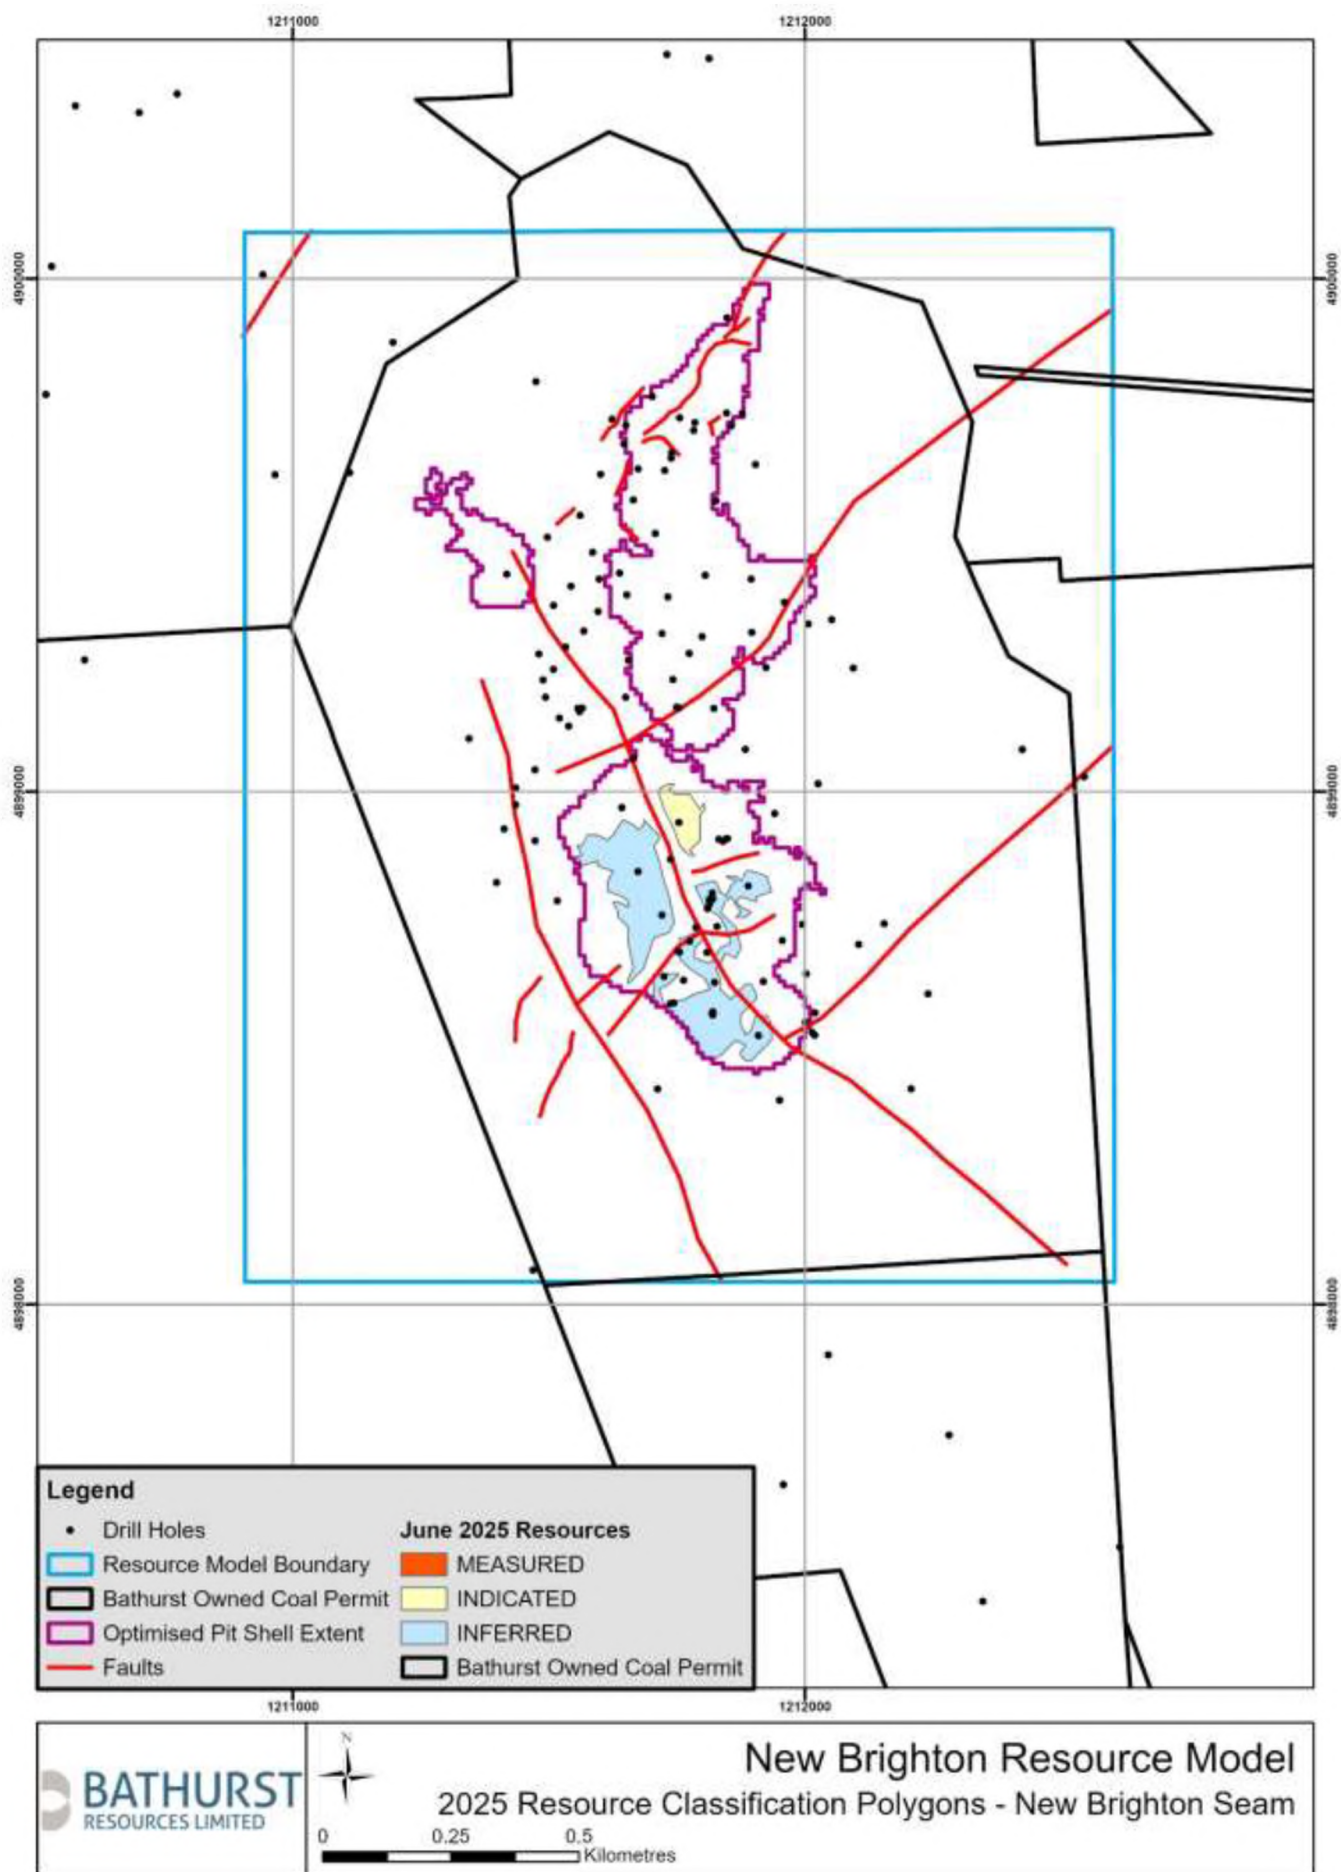 1211000 1212000
4900000 4900000
4899000 4899000
4898000 4898000
Legend
Drill Holes
Resource Model Boundary
Bathurst Owned Coal Permit
Optimised Pit Shell Extent
Faults
June 2025 Resources
MEASURED
INDICATED
INFERRED
Bathurst Owned Coal Permit
1211000 1212000
BATHURST
RESOURCES LIMITED
N
0 0.25 0.5
Kilometres
New Brighton Resource Model
2025 Resource Classification Polygons - New Brighton Seam